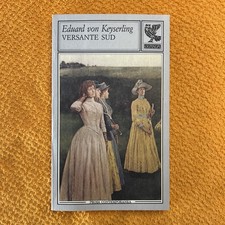 Eduard von Keyserling
VERSANTE SUD